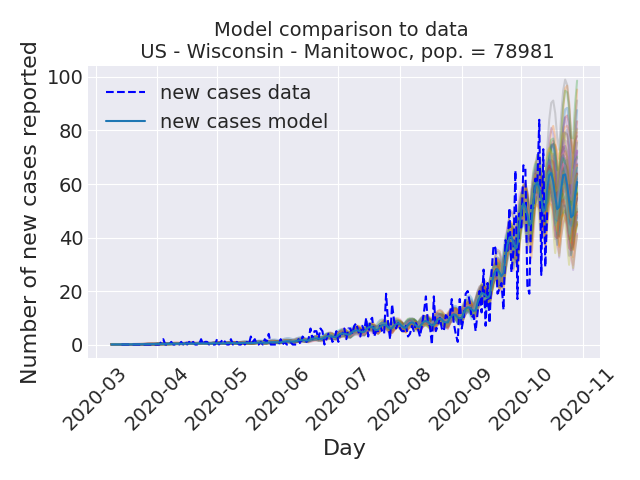 Model comparison to data
US - Wisconsin - Manitowoc, pop. = 78981
Number of new cases reported
100
80
60
40
20
0
new cases data
new cases model
2020-03
2020-04
2020-05
2020-06
2020-07
2020-08
2020-09
2020-10
2020-11
Day